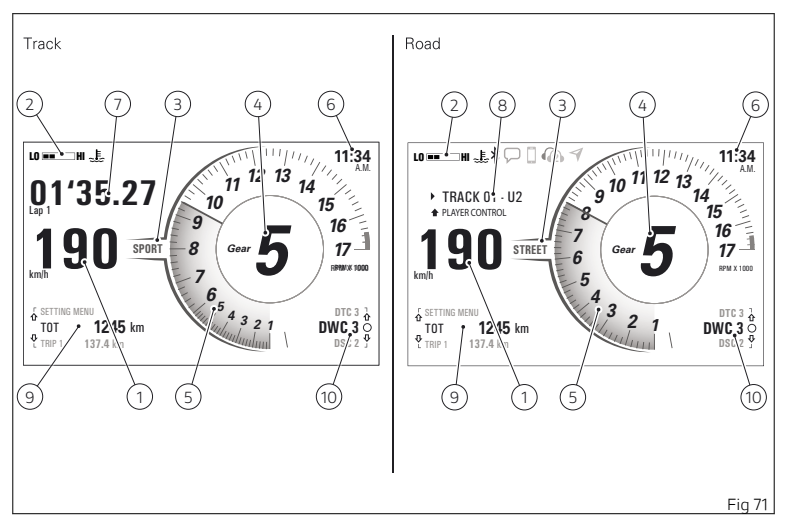 Track
2
7
3
4
6
LO HI
11:34
A.M.
01'35.27
Lap 1
190
km/h
SPORT
Gear
5
1 2 3 4 5 6 7 8 9 10 11 12 13 14 15 16 17
RPM X 1000
SETTING MENU
TOT 1245 km
TRIP 1 137.4 km
DTC 3
DWC 3
DSC 2
9
1
5
10
Road
2
8
3
4
6
LO HI
11:34
A.M.
TRACK 01 - U2
PLAYER CONTROL
190
km/h
STREET
Gear
5
1 2 3 4 5 6 7 8 9 10 11 12 13 14 15 16 17
RPM X 1000
SETTING MENU
TOT 1245 km
TRIP 1 137.4 km
DTC 3
DWC 3
DSC 2
9
1
5
10
Fig 71